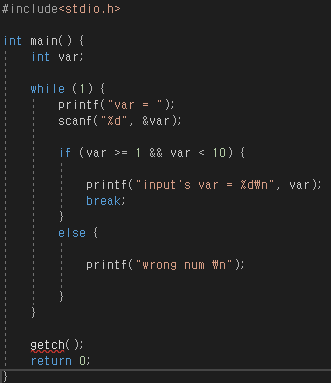 #include<stdio.h>
int main() {
int var;
while (1) {
printf("var = ");
scanf("%d", &var);
if (var >= 1 && var < 10) {
printf("input's var = %d₩n", var);
break;
}
else {
printf("wrong num ₩n");
}
}
getch();
return 0;
}